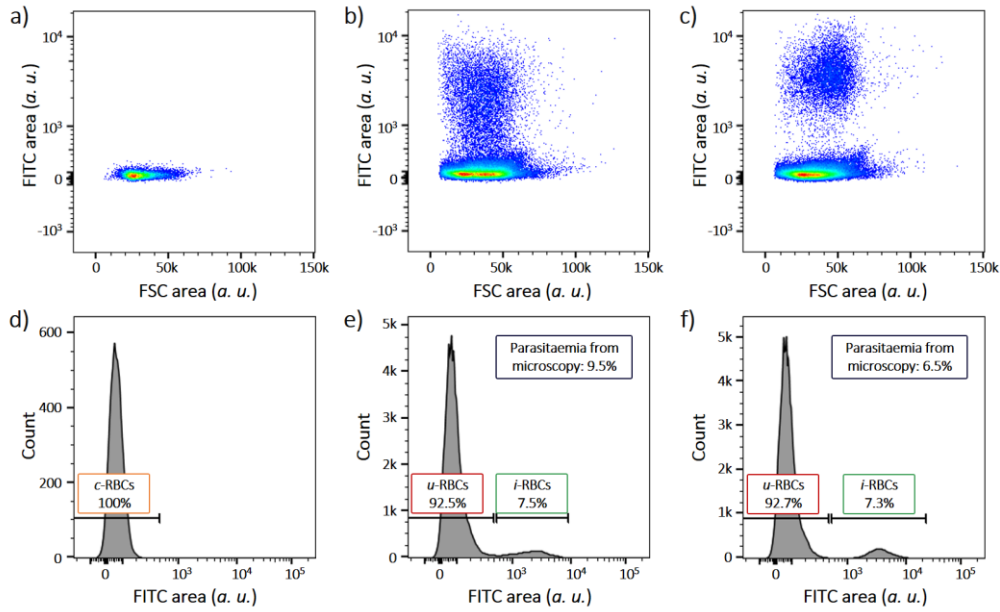 a)
FITC area (a. u.)
10⁴
10³
0
-10³
0
50k
100k
150k
FSC area (a. u.)
b)
FITC area (a. u.)
10⁴
10³
0
-10³
0
50k
100k
150k
FSC area (a. u.)
c)
FITC area (a. u.)
10⁴
10³
0
-10³
0
50k
100k
150k
FSC area (a. u.)
d)
Count
600
400
200
0
c-RBCs
100%
0
10³
10⁴
10⁵
FITC area (a. u.)
e)
Count
5k
4k
3k
2k
1k
0
Parasitaemia from
microscopy: 9.5%
u-RBCs
92.5%
i-RBCs
7.5%
0
10³
10⁴
10⁵
FITC area (a. u.)
f)
Count
5k
4k
3k
2k
1k
0
Parasitaemia from
microscopy: 6.5%
u-RBCs
92.7%
i-RBCs
7.3%
0
10³
10⁴
10⁵
FITC area (a. u.)